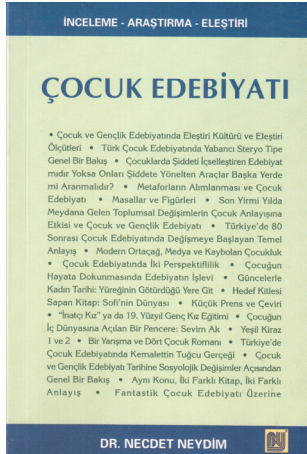 İNCELEME - ARAŞTIRMA - ELEŞTİRİ
ÇOCUK EDEBİYATI
• Çocuk ve Gençlik Edebiyatında Eleştiri Kültürü ve Eleştiri
Ölçütleri • Türk Çocuk Edebiyatında Yabancı Steryo Tipe
Genel Bir Bakış • Çocuklarda Şiddeti İçselleştiren Edebiyat
mıdır Yoksa Onları Şiddete Yönelten Araçlar Başka Yerde
mi Aranmalıdır? • Metaforların Alımlanması ve Çocuk
Edebiyatı • Masallar ve Figürleri • Son Yirmi Yılda
Meydana Gelen Toplumsal Değişimlerin Çocuk Anlayışına
Etkisi ve Çocuk ve Gençlik Edebiyatı • Türkiye'de 80
Sonrası Çocuk Edebiyatında Değişmeye Başlayan Temel
Anlayış • Modern Ortaçağ, Medya ve Kaybolan Çocukluk
• Çocuk Edebiyatında İki Perspektiflilik • Çocuğun
Hayata Dokunmasında Edebiyatın İşlevi • Güncelerle
Kadın Tarihi: Yüreğinin Götürdüğü Yere Git • Hedef Kitlesi
Sapan Kitap: Sofi'nin Dünyası • Küçük Prens ve Çeviri
• "İnatçı Kız" ya da 19. Yüzyıl Genç Kız Eğitimi • Çocuğun
İç Dünyasına Açılan Bir Pencere: Sevim Ak • Yeşil Kiraz
1 ve 2 • Bir Yarışma ve Dört Çocuk Romanı • Türkiye'de
Çocuk Edebiyatında Kemalettin Tuğcu Gerçeği • Çocuk
ve Gençlik Edebiyatı Tarihine Sosyolojik Değişimler Açısından
Genel Bir Bakış • Aynı Konu, İki Farklı Kitap, İki Farklı
Anlayış • Fantastik Çocuk Edebiyatı Üzerine
DR. NECDET NEYDİM